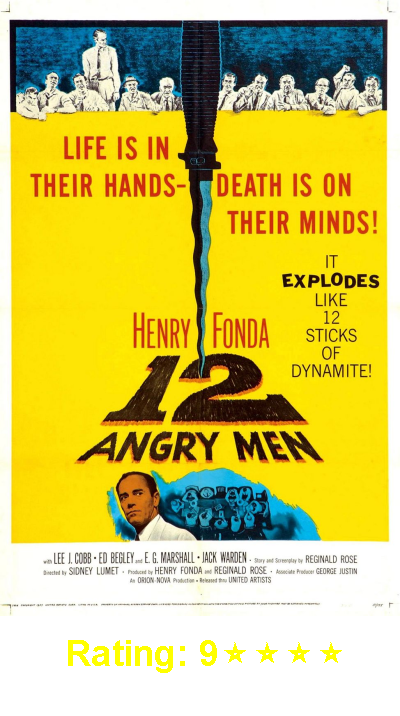 LIFE IS IN
THEIR HANDS- DEATH IS ON
THEIR MINDS!
IT
EXPLODES
LIKE
12
STICKS
OF
DYNAMITE!
HENRY FONDA
12
ANGRY MEN
with LEE J. COBB • ED BEGLEY and E. G. MARSHALL • JACK WARDEN • Story and Screenplay by REGINALD ROSE
Directed by SIDNEY LUMET • Produced by HENRY FONDA and REGINALD ROSE • Associate Producer GEORGE JUSTIN
An ORION-NOVA Production • Released thru UNITED ARTISTS
Rating: 9★★★★